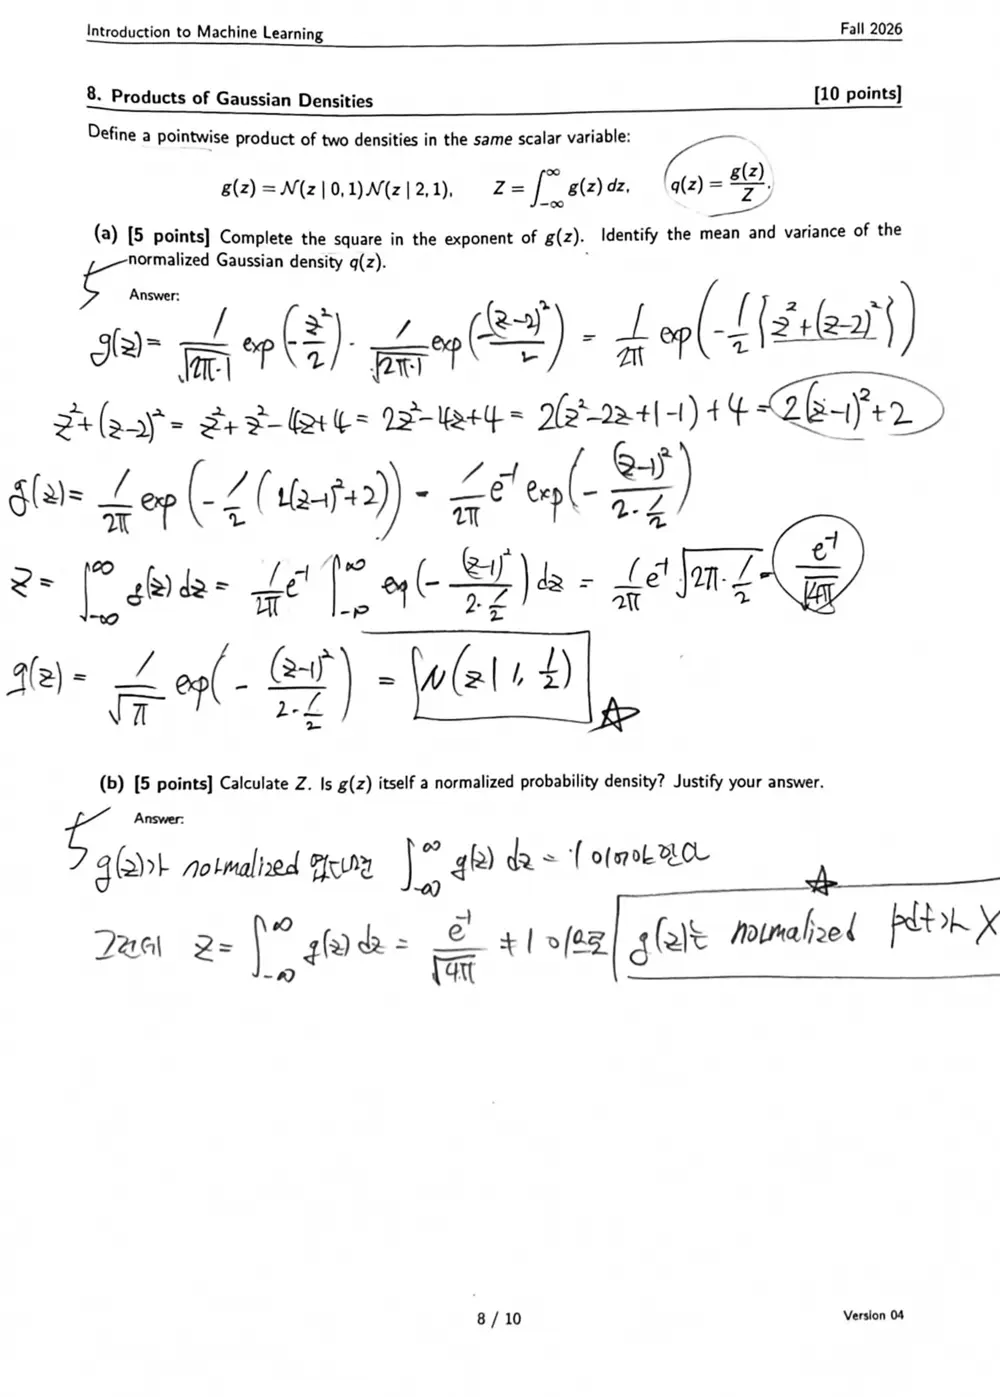 Introduction to Machine Learning Fall 2026
8. Products of Gaussian Densities [10 points]
Define a pointwise product of two densities in the same scalar variable:
g(z) = N(z | 0, 1) N(z | 2, 1), Z = ∫_{-∞}^{∞} g(z) dz, q(z) = g(z)/Z.
(a) [5 points] Complete the square in the exponent of g(z). Identify the mean and variance of the
normalized Gaussian density q(z).
5
Answer:
g(z) = 1/√(2π·1) exp(-z²/2) · 1/√(2π·1) exp(-(z-2)²/2) = 1/2π exp(-1/2{z²+(z-2)²})
z²+(z-2)² = z²+z²-4z+4 = 2z²-4z+4 = 2(z²-2z+1-1)+4 = 2(z-1)²+2
g(z) = 1/2π exp(-1/2(2(z-1)²+2)) = 1/2π e^{-1} exp(-(z-1)²/(2·1/2))
Z = ∫_{-∞}^{∞} g(z) dz = 1/2π e^{-1} ∫_{-∞}^{∞} exp(-(z-1)²/(2·1/2)) dz = 1/2π e^{-1} √(2π·1/2) = e^{-1}/√(4π)
q(z) = 1/√π exp(-(z-1)²/(2·1/2)) = N(z | 1, 1/2) ☆
(b) [5 points] Calculate Z. Is g(z) itself a normalized probability density? Justify your answer.
5
Answer:
g(z)가 normalized ∫_{-∞}^{∞} g(z) dz = 1 이어야 한다
☆
그런데 Z = ∫_{-∞}^{∞} g(z) dz = e^{-1}/√(4π) ≠ 1 이므로 g(z)는 normalized pdf가 X
8 / 10 Version 04